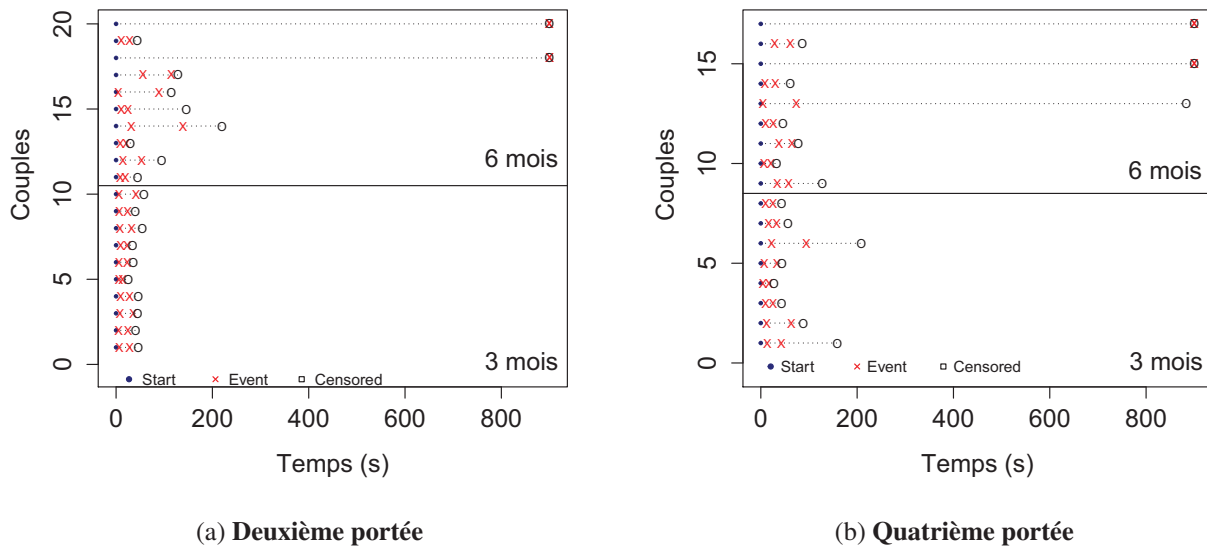 20
15
10
5
0
Couples
6 mois
3 mois
Start Event Censored
0 200 400 600 800
Temps (s)
(a) Deuxième portée
15
10
5
0
Couples
6 mois
3 mois
Start Event Censored
0 200 400 600 800
Temps (s)
(b) Quatrième portée